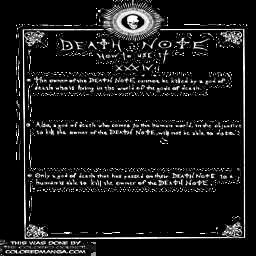 DEATH NOTE
HOW TO USE IT
XXXVII
The owner of the DEATH NOTE cannot be killed by a god of
death who is living in the world of the gods of death.
Also, a god of death who comes to the human world, in the objective
to kill the owner of the DEATH NOTE, will not be able to do so.
Only a god of death that has passed on their DEATH NOTE to a
human is able to kill the owner of the DEATH NOTE.
THIS WAS DONE BY
COLOREDMANGA.COM